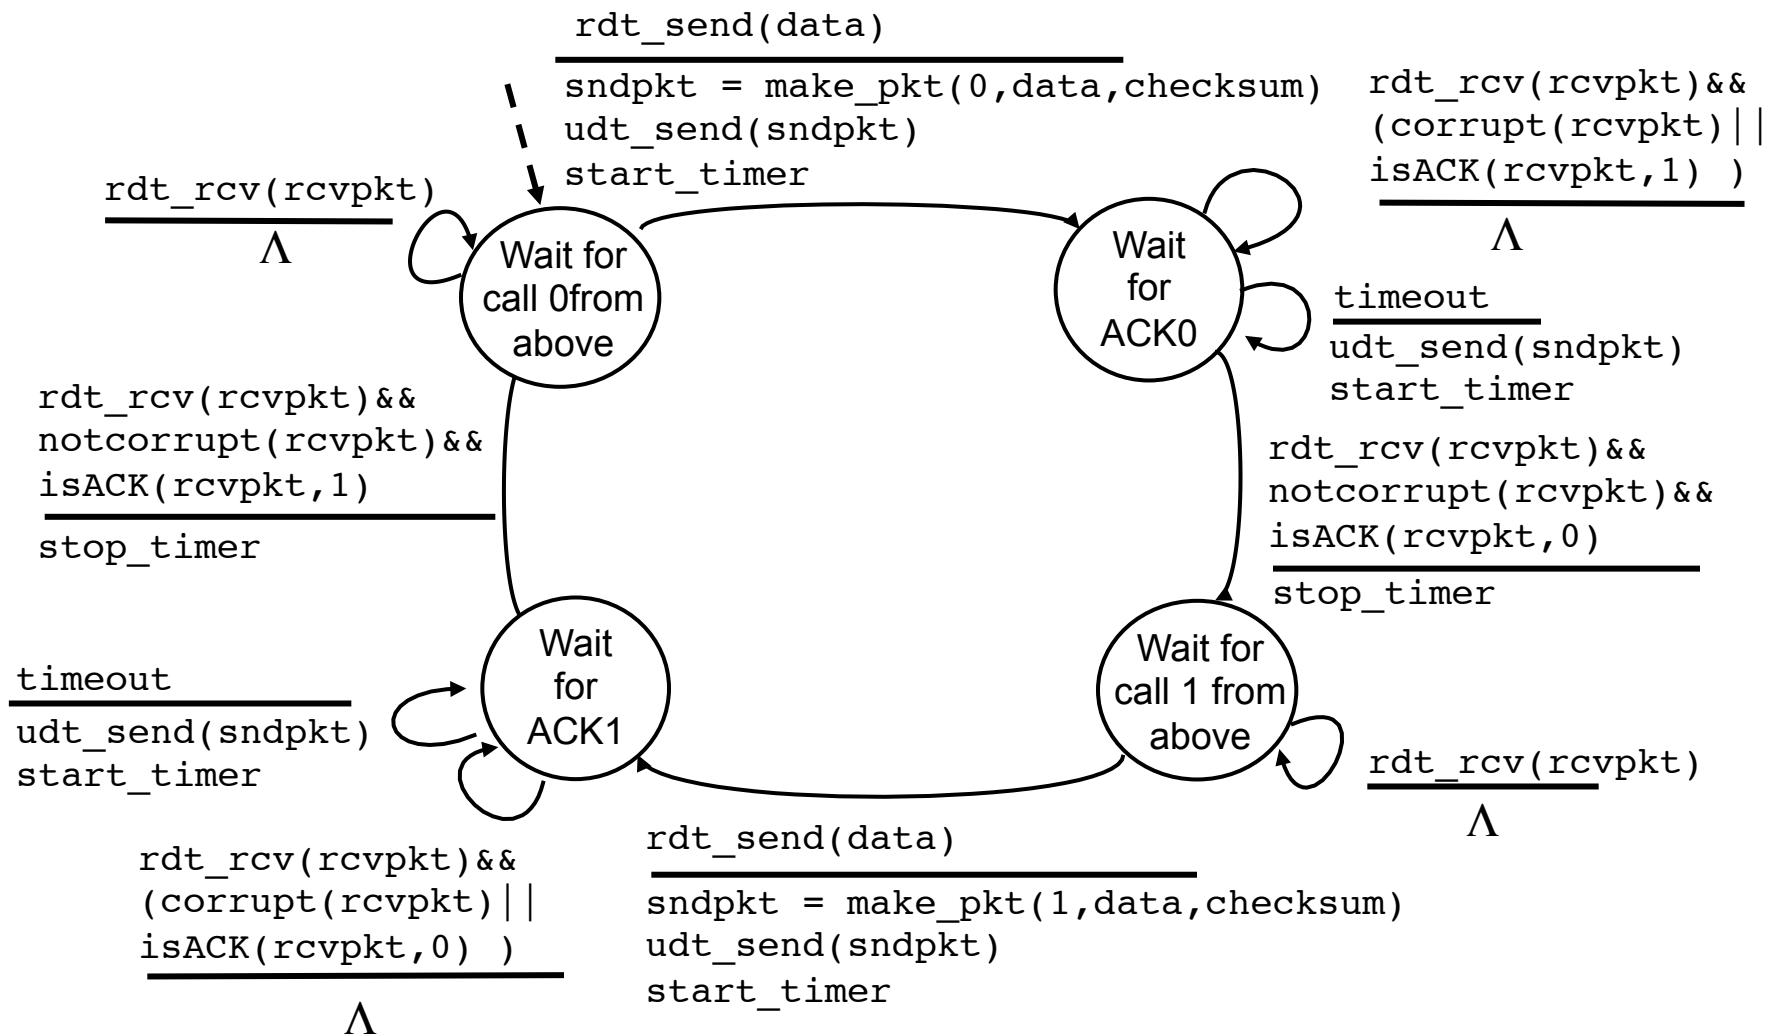 rdt_send(data)
sndpkt = make_pkt(0,data,checksum)
udt_send(sndpkt)
start_timer
rdt_rcv(rcvpkt)&&
(corrupt(rcvpkt)||
isACK(rcvpkt,1) )
Λ
rdt_rcv(rcvpkt)
Λ
Wait for
call 0from
above
Wait
for
ACK0
timeout
udt_send(sndpkt)
start_timer
rdt_rcv(rcvpkt)&&
notcorrupt(rcvpkt)&&
isACK(rcvpkt,1)
stop_timer
rdt_rcv(rcvpkt)&&
notcorrupt(rcvpkt)&&
isACK(rcvpkt,0)
stop_timer
Wait
for
ACK1
Wait for
call 1 from
above
timeout
udt_send(sndpkt)
start_timer
rdt_rcv(rcvpkt)
Λ
rdt_rcv(rcvpkt)&&
(corrupt(rcvpkt)||
isACK(rcvpkt,0) )
Λ
rdt_send(data)
sndpkt = make_pkt(1,data,checksum)
udt_send(sndpkt)
start_timer